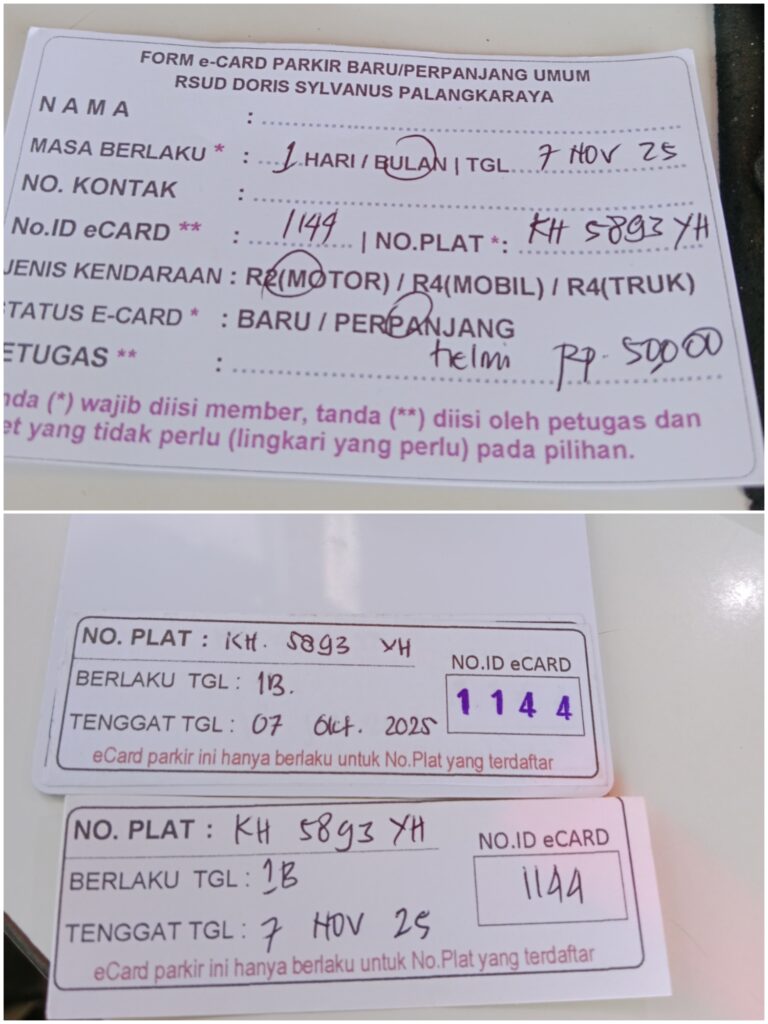 FORM e-CARD PARKIR BARU/PERPANJANG UMUM
RSUD DORIS SYLVANUS PALANGKARAYA
NAMA :
MASA BERLAKU * : 1 HARI / BULAN | TGL 7 NOV 25
NO. KONTAK :
No.ID eCARD ** : 1144 | NO.PLAT *: KH 5893 YH
JENIS KENDARAAN : R2(MOTOR) / R4(MOBIL) / R4(TRUK)
STATUS E-CARD * : BARU / PERPANJANG
ETUGAS ** : helmi Rp. 50,000
nda (*) wajib diisi member, tanda (**) diisi oleh petugas dan
et yang tidak perlu (lingkari yang perlu) pada pilihan.
NO. PLAT : KH. 5893 YH
NO.ID eCARD
BERLAKU TGL : 1B.
1144
TENGGAT TGL : 07 Okt. 2025
eCard parkir ini hanya berlaku untuk No.Plat yang terdaftar
NO. PLAT : KH 5893 YH
NO.ID eCARD
BERLAKU TGL : 1B
1144
TENGGAT TGL : 7 NOV 25
eCard parkir ini hanya berlaku untuk No.Plat yang terdaftar